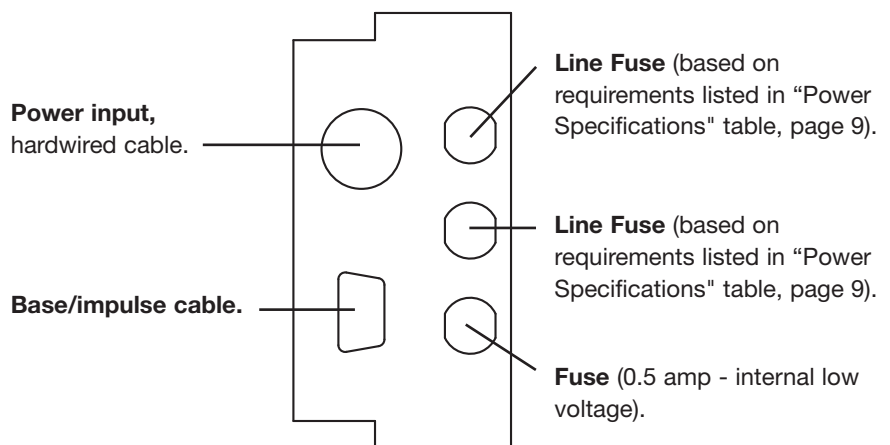 Power input,
hardwired cable.
Base/impulse cable.
Line Fuse (based on
requirements listed in “Power
Specifications" table, page 9).
Line Fuse (based on
requirements listed in “Power
Specifications" table, page 9).
Fuse (0.5 amp - internal low
voltage).